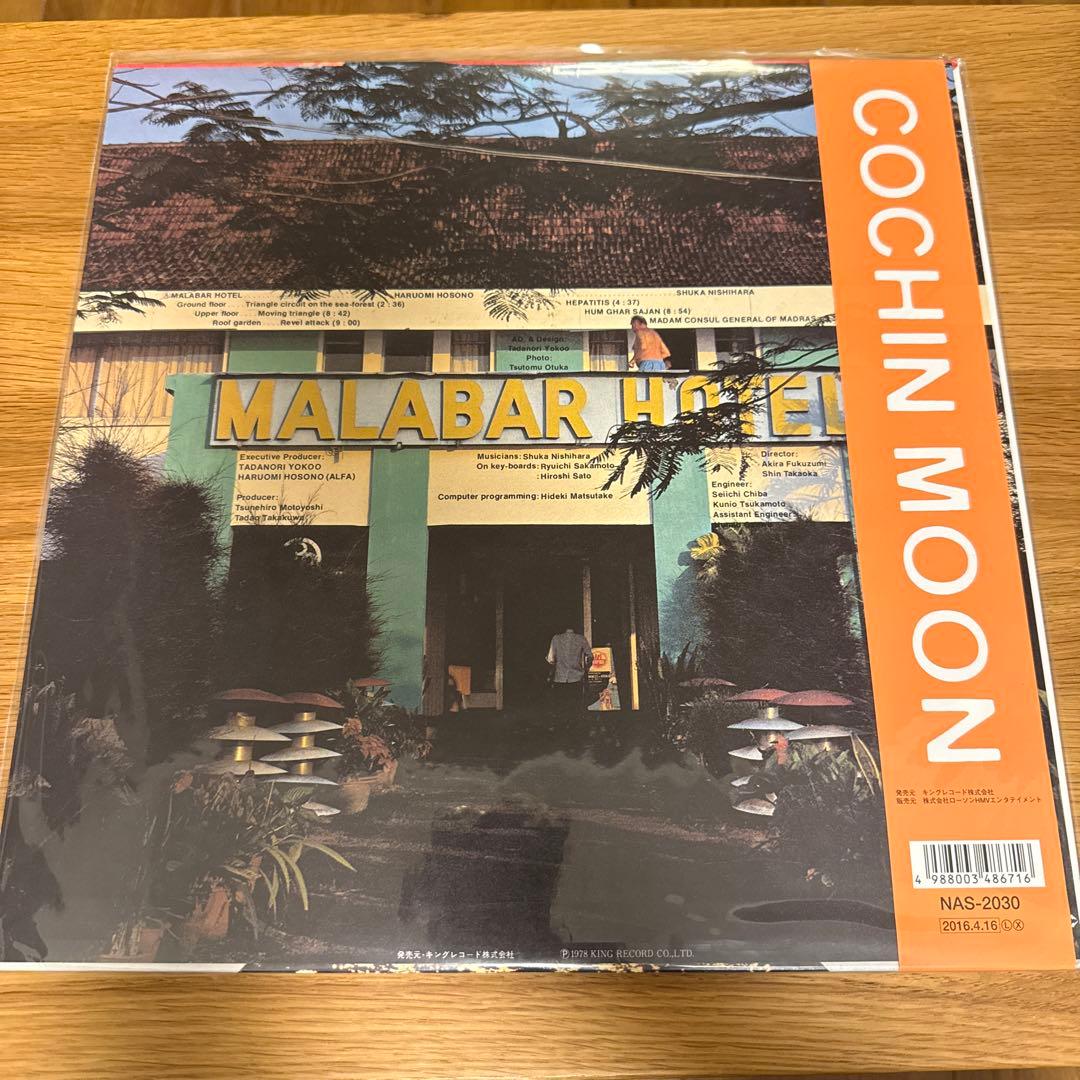 MALABAR HOTEL ........ HARUOMI HOSONO ........ SHUKA NISHIHARA
Ground floor .... Triangle circuit on the sea-forest (2 : 36)
HEPATITIS (4 : 37)
Upper floor .... Moving triangle (8 : 42)
HUM GHAR SAJAN (8 : 54)
Roof garden .... Revel attack (9 : 00)
MADAM CONSUL GENERAL OF MADRAS
AD, & Design:
Tadanori Yokoo
Photo:
Tsutomu Otuka
MALABAR HOTEL
Executive Producer:
TADANORI YOKOO
HARUOMI HOSONO (ALFA)
Producer:
Tsunehiro Motoyoshi
Tadao Takakuwa
Musicians: Shuka Nishihara
On key-boards: Ryuichi Sakamoto
: Hiroshi Sato
Computer programming: Hideki Matsutake
Director:
Akira Fukuzumi
Shin Takaoka
Engineer:
Seiichi Chiba
Kunio Tsukamoto
Assistant Engineer:
発売元・キングレコード株式会社
Ⓟ1978 KING RECORD CO.,LTD.
COCHIN MOON
発売元 キングレコード株式会社
販売元 株式会社ローソンHMVエンタテイメント
4 988003 486716
NAS-2030
2016.4.16 Ⓛ Ⓧ